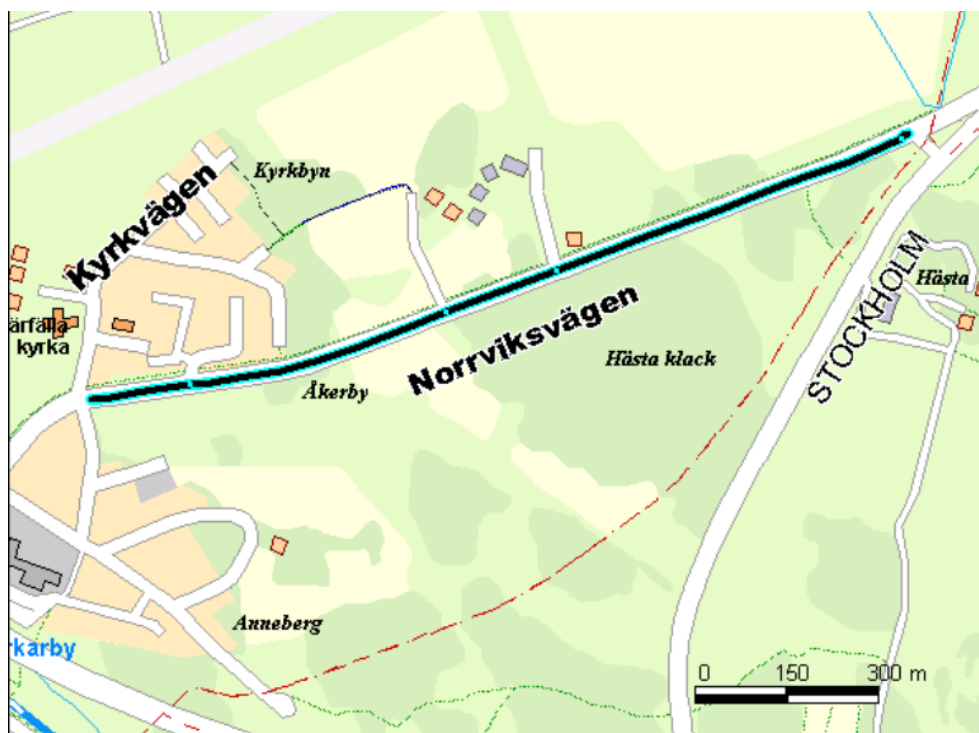 Kyrkbyn
Kyrkvägen
Hästa
STOCKHOLM
ärfälla
kyrka
Norrviksvägen
Hästa klack
Åkerby
Anneberg
rkarby
0 150 300 m